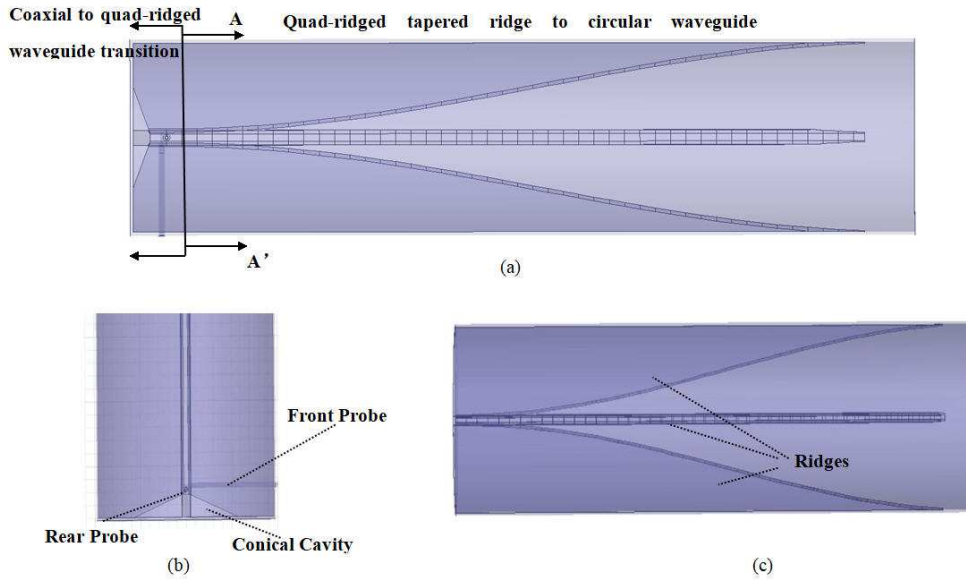 Coaxial to quad-ridged
waveguide transition
A
Quad-ridged tapered ridge to circular waveguide
A'
(a)
Front Probe
Rear Probe
Conical Cavity
(b)
Ridges
(c)